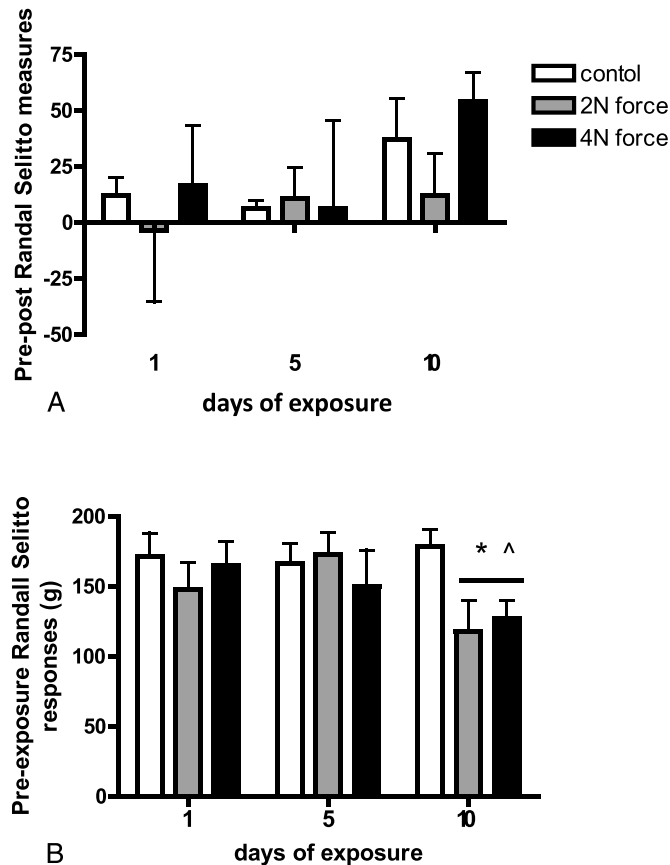 Pre-post Randal Selitto measures
75
50
25
0
-25
-50
1
5
10
days of exposure
A
contol
2N force
4N force
Pre-exposure Randall Selitto
responses (g)
200
150
100
50
0
* ^
1
5
10
days of exposure
B